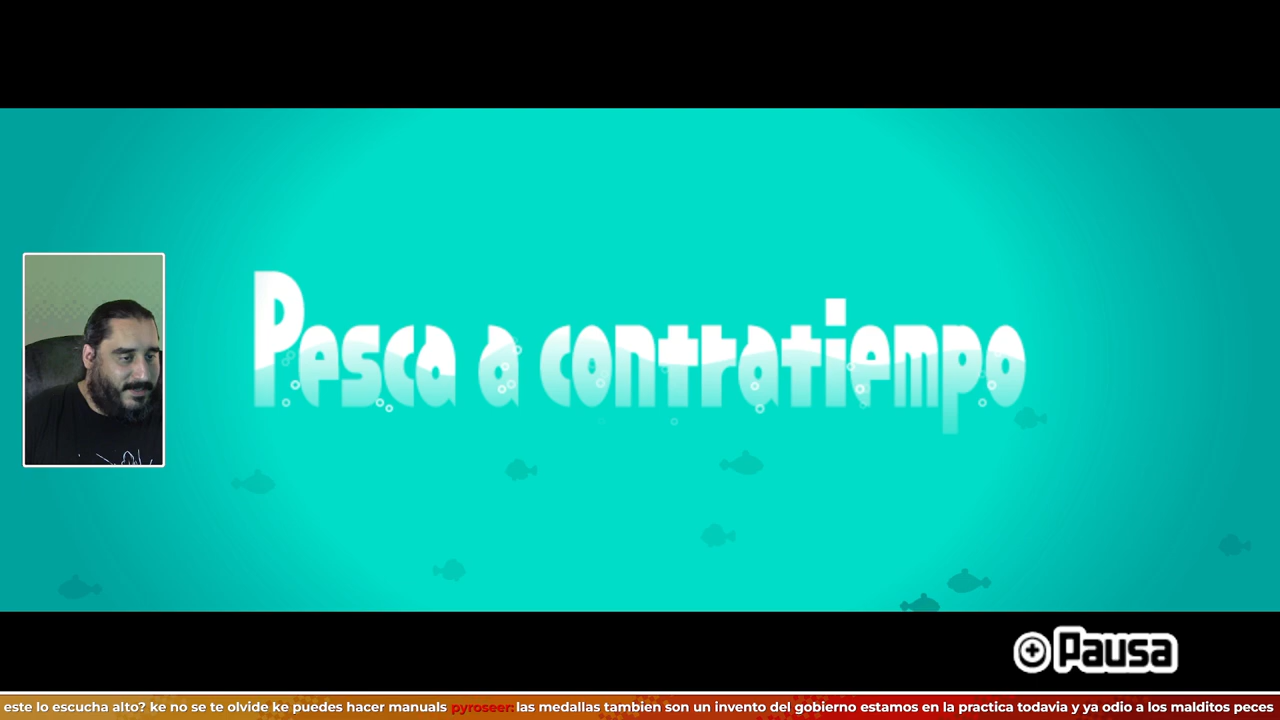 Pesca a contratiempo
Pausa
este lo escucha alto? ke no se te olvide ke puedes hacer manuals pyroseer: las medallas tambien son un invento del gobierno estamos en la practica todavia y ya odio a los malditos peces